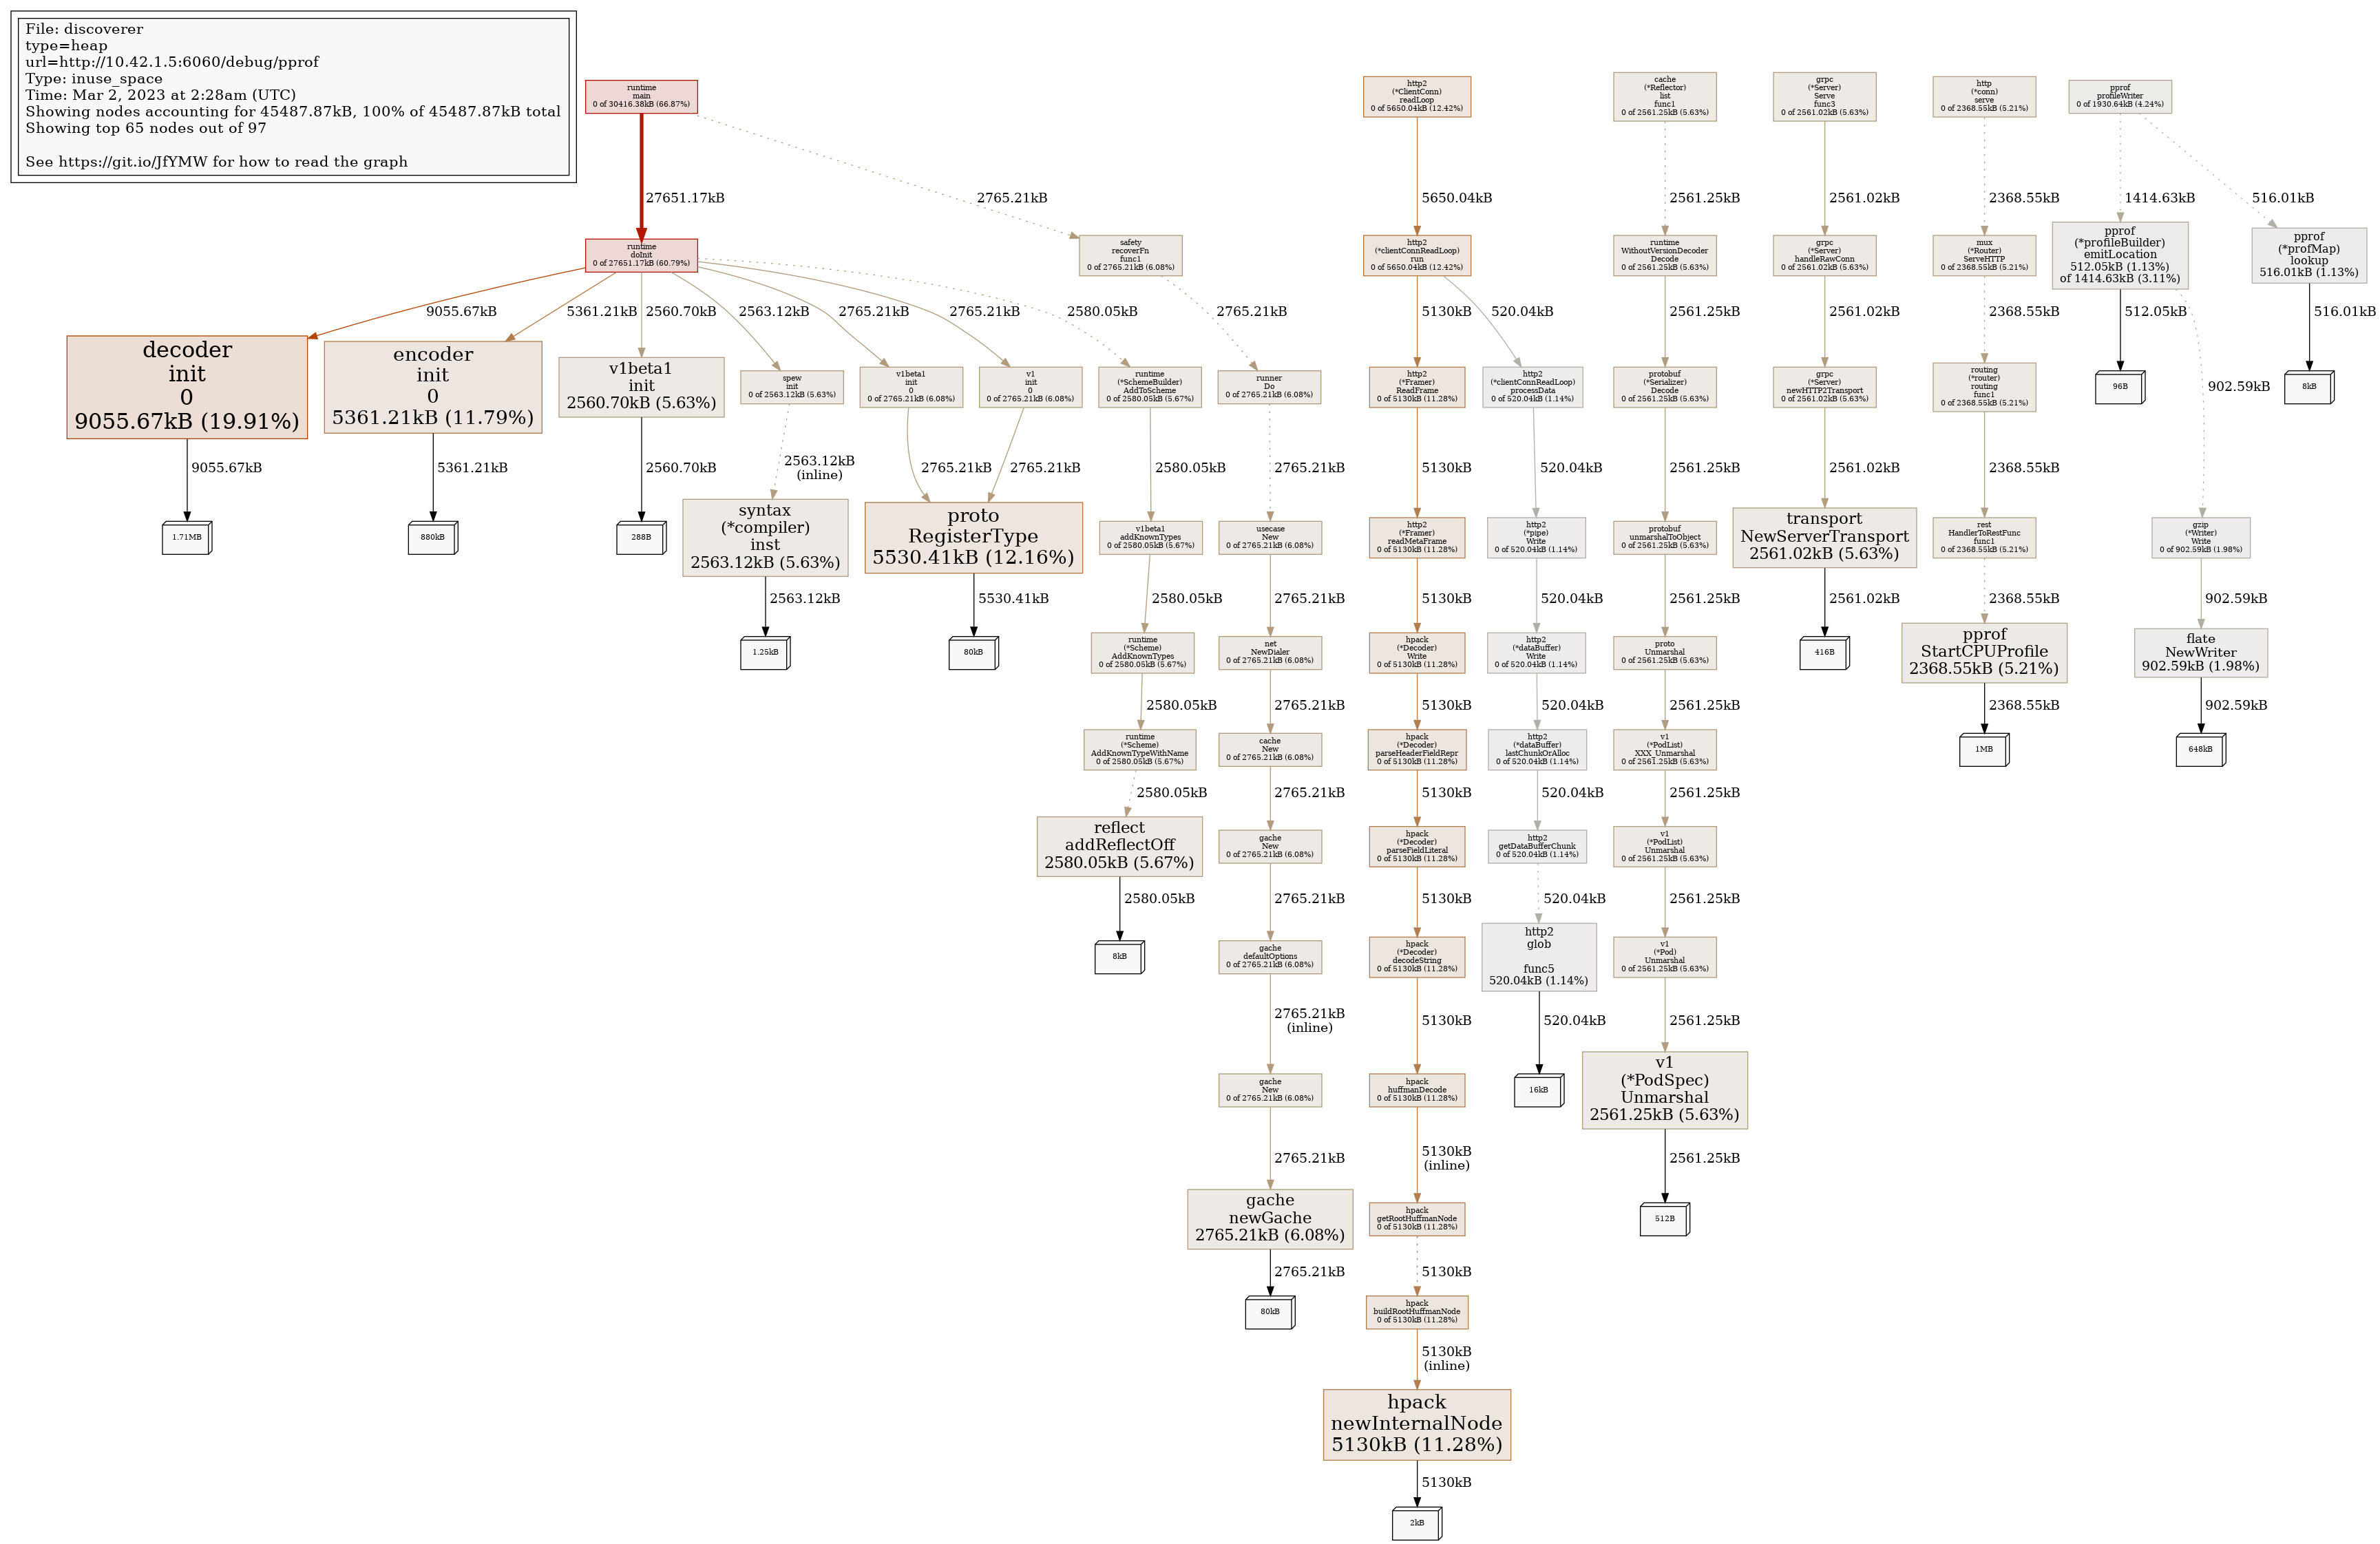 File: discoverer
type=heap
url=http://10.42.1.5:6060/debug/pprof
Type: inuse_space
Time: Mar 2, 2023 at 2:28am (UTC)
Showing nodes accounting for 45487.87kB, 100% of 45487.87kB total
Showing top 65 nodes out of 97
See https://git.io/JfYMW for how to read the graph
runtime
main
0 of 30416.38kB (66.87%)
27651.17kB
2765.21kB
runtime
doInit
0 of 27651.17kB (60.79%)
9055.67kB
5361.21kB
2560.70kB
2563.12kB
2765.21kB
2765.21kB
2580.05kB
decoder
init
0
9055.67kB (19.91%)
9055.67kB
1.71MB
encoder
init
0
5361.21kB (11.79%)
5361.21kB
880kB
v1beta1
init
2560.70kB (5.63%)
2560.70kB
288B
spew
init
0 of 2563.12kB (5.63%)
2563.12kB
(inline)
syntax
(*compiler)
inst
2563.12kB (5.63%)
2563.12kB
1.25kB
v1beta1
init
0
0 of 2765.21kB (6.08%)
2765.21kB
v1
init
0
0 of 2765.21kB (6.08%)
2765.21kB
proto
RegisterType
5530.41kB (12.16%)
5530.41kB
80kB
runtime
(*SchemeBuilder)
AddToScheme
0 of 2580.05kB (5.67%)
2580.05kB
v1beta1
addKnownTypes
0 of 2580.05kB (5.67%)
2580.05kB
runtime
(*Scheme)
AddKnownTypes
0 of 2580.05kB (5.67%)
2580.05kB
runtime
(*Scheme)
AddKnownTypeWithName
0 of 2580.05kB (5.67%)
2580.05kB
reflect
addReflectOff
2580.05kB (5.67%)
2580.05kB
8kB
safety
recoverFn
func1
0 of 2765.21kB (6.08%)
2765.21kB
runner
Do
0 of 2765.21kB (6.08%)
2765.21kB
usecase
New
0 of 2765.21kB (6.08%)
2765.21kB
net
NewDialer
0 of 2765.21kB (6.08%)
2765.21kB
cache
New
0 of 2765.21kB (6.08%)
2765.21kB
gache
New
0 of 2765.21kB (6.08%)
2765.21kB
gache
defaultOptions
0 of 2765.21kB (6.08%)
2765.21kB
(inline)
gache
New
0 of 2765.21kB (6.08%)
2765.21kB
gache
newGache
2765.21kB (6.08%)
2765.21kB
80kB
http2
(*ClientConn)
readLoop
0 of 5650.04kB (12.42%)
5650.04kB
http2
(*clientConnReadLoop)
run
0 of 5650.04kB (12.42%)
5130kB
520.04kB
http2
(*Framer)
ReadFrame
0 of 5130kB (11.28%)
5130kB
http2
(*Framer)
readMetaFrame
0 of 5130kB (11.28%)
5130kB
hpack
(*Decoder)
Write
0 of 5130kB (11.28%)
5130kB
hpack
(*Decoder)
parseHeaderFieldRepr
0 of 5130kB (11.28%)
5130kB
hpack
(*Decoder)
parseFieldLiteral
0 of 5130kB (11.28%)
5130kB
hpack
(*Decoder)
decodeString
0 of 5130kB (11.28%)
5130kB
hpack
huffmanDecode
0 of 5130kB (11.28%)
5130kB
(inline)
hpack
getRootHuffmanNode
0 of 5130kB (11.28%)
5130kB
hpack
buildRootHuffmanNode
0 of 5130kB (11.28%)
5130kB
(inline)
hpack
newInternalNode
5130kB (11.28%)
5130kB
2kB
http2
(*clientConnReadLoop)
processData
0 of 520.04kB (1.14%)
520.04kB
http2
(*pipe)
Write
0 of 520.04kB (1.14%)
520.04kB
http2
(*dataBuffer)
Write
0 of 520.04kB (1.14%)
520.04kB
http2
(*dataBuffer)
lastChunkOrAlloc
0 of 520.04kB (1.14%)
520.04kB
http2
getDataBufferChunk
0 of 520.04kB (1.14%)
520.04kB
http2
glob
func5
520.04kB (1.14%)
520.04kB
16kB
cache
(*Reflector)
list
func1
0 of 2561.25kB (5.63%)
2561.25kB
runtime
WithoutVersionDecoder
Decode
0 of 2561.25kB (5.63%)
2561.25kB
protobuf
(*Serializer)
Decode
0 of 2561.25kB (5.63%)
2561.25kB
protobuf
unmarshalToObject
0 of 2561.25kB (5.63%)
2561.25kB
proto
Unmarshal
0 of 2561.25kB (5.63%)
2561.25kB
v1
(*PodList)
XXX_Unmarshal
0 of 2561.25kB (5.63%)
2561.25kB
v1
(*PodList)
Unmarshal
0 of 2561.25kB (5.63%)
2561.25kB
v1
(*Pod)
Unmarshal
0 of 2561.25kB (5.63%)
2561.25kB
v1
(*PodSpec)
Unmarshal
2561.25kB (5.63%)
2561.25kB
512B
grpc
(*Server)
Serve
func3
0 of 2561.02kB (5.63%)
2561.02kB
grpc
(*Server)
handleRawConn
0 of 2561.02kB (5.63%)
2561.02kB
grpc
(*Server)
newHTTP2Transport
0 of 2561.02kB (5.63%)
2561.02kB
transport
NewServerTransport
2561.02kB (5.63%)
2561.02kB
416B
http
(*conn)
serve
0 of 2368.55kB (5.21%)
2368.55kB
mux
(*Router)
ServeHTTP
0 of 2368.55kB (5.21%)
2368.55kB
routing
(*router)
routing
func1
0 of 2368.55kB (5.21%)
2368.55kB
rest
HandlerToRestFunc
func1
0 of 2368.55kB (5.21%)
2368.55kB
pprof
StartCPUProfile
2368.55kB (5.21%)
2368.55kB
1MB
pprof
profileWriter
0 of 1930.64kB (4.24%)
1414.63kB
516.01kB
pprof
(*profileBuilder)
emitLocation
512.05kB (1.13%)
of 1414.63kB (3.11%)
512.05kB
96B
902.59kB
gzip
(*Writer)
Write
0 of 902.59kB (1.98%)
902.59kB
flate
NewWriter
902.59kB (1.98%)
902.59kB
648kB
pprof
(*profMap)
lookup
516.01kB (1.13%)
516.01kB
8kB